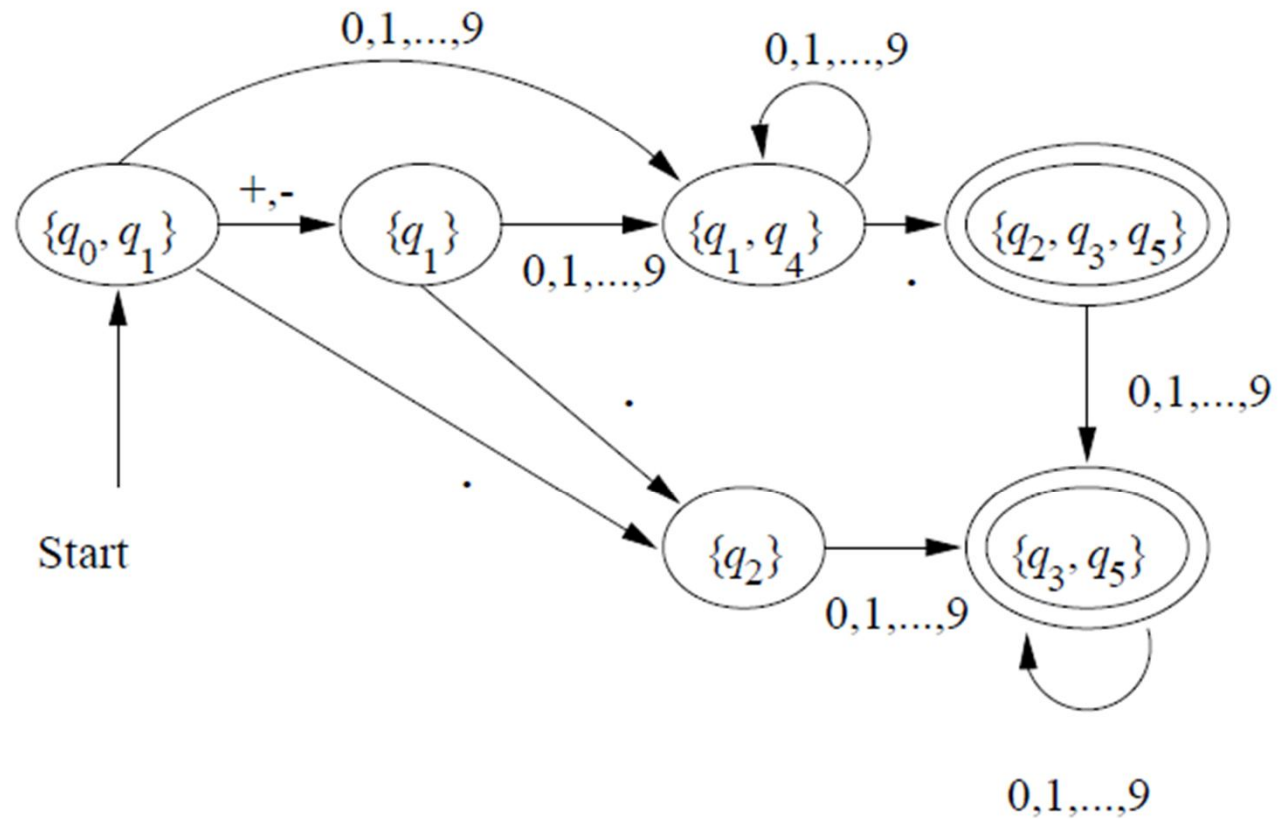 0,1,...,9
0,1,...,9
{q0, q1}
+,-
{q1}
0,1,...,9
{q1, q4}
.
{q2, q3, q5}
0,1,...,9
.
.
Start
{q2}
0,1,...,9
{q3, q5}
0,1,...,9